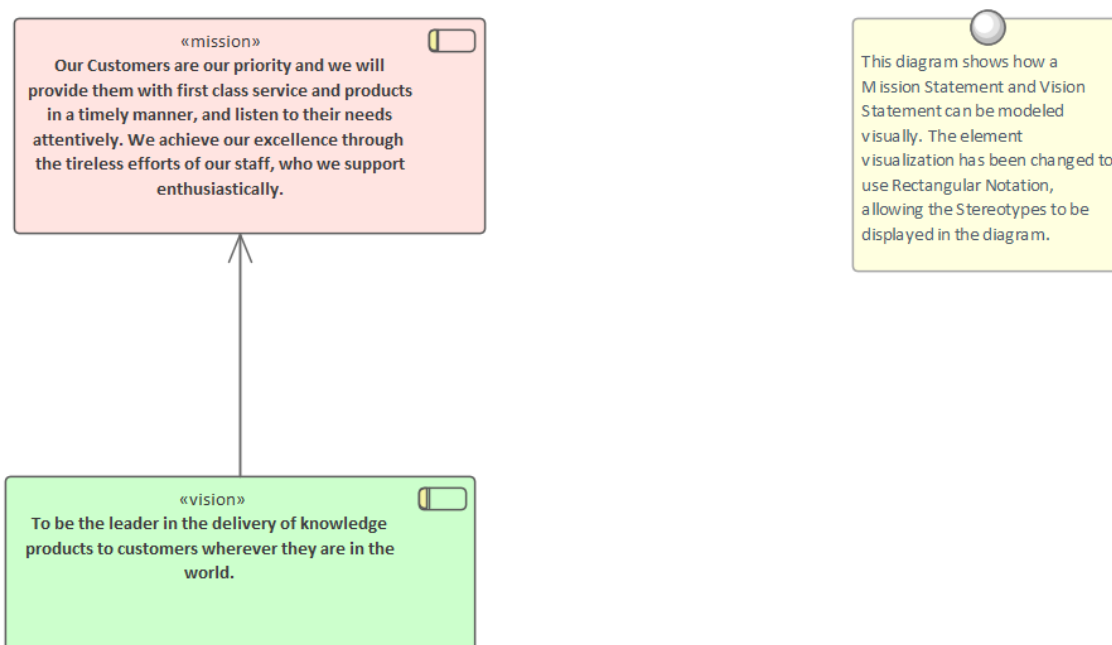 «mission»
Our Customers are our priority and we will
provide them with first class service and products
in a timely manner, and listen to their needs
attentively. We achieve our excellence through
the tireless efforts of our staff, who we support
enthusiastically.
This diagram shows how a
Mission Statement and Vision
Statement can be modeled
visually. The element
visualization has been changed to
use Rectangular Notation,
allowing the Stereotypes to be
displayed in the diagram.
«vision»
To be the leader in the delivery of knowledge
products to customers wherever they are in the
world.